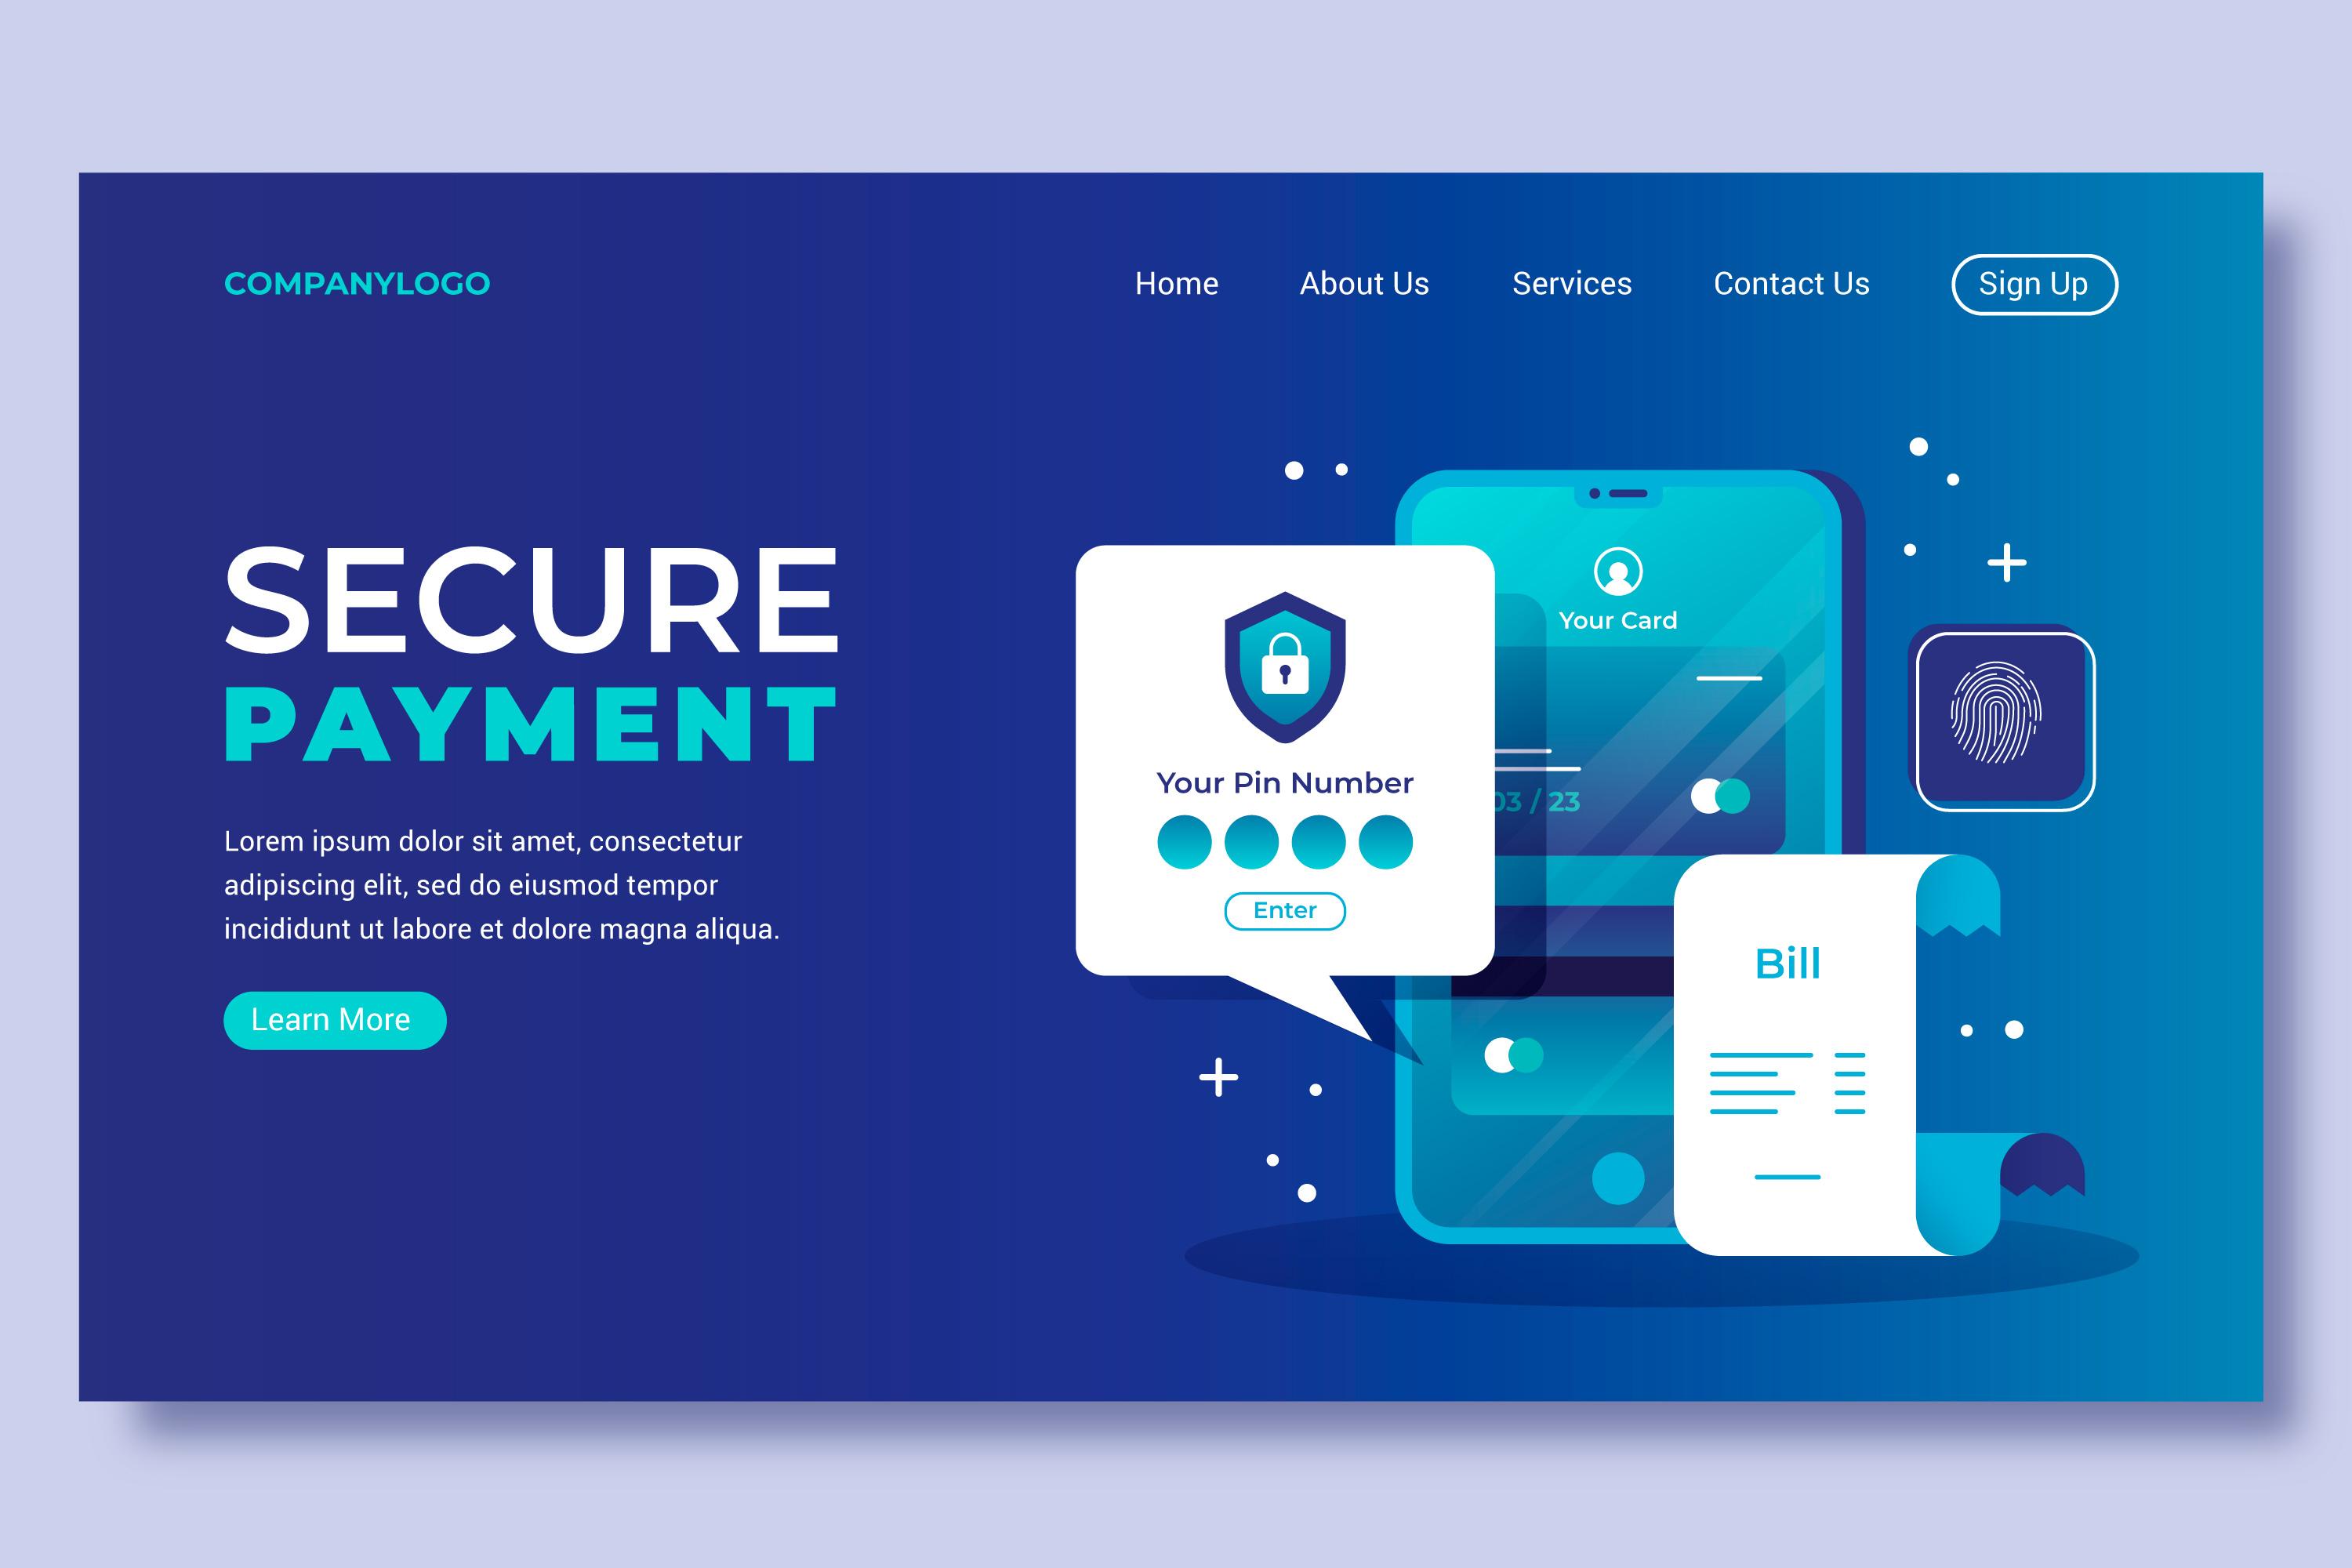 COMPANYLOGO
Home
About Us
Services
Contact Us
Sign Up
SECURE
PAYMENT
Lorem ipsum dolor sit amet, consectetur
adipiscing elit, sed do eiusmod tempor
incididunt ut labore et dolore magna aliqua.
Learn More
Your Pin Number
Enter
Your Card
03 / 23
Bill